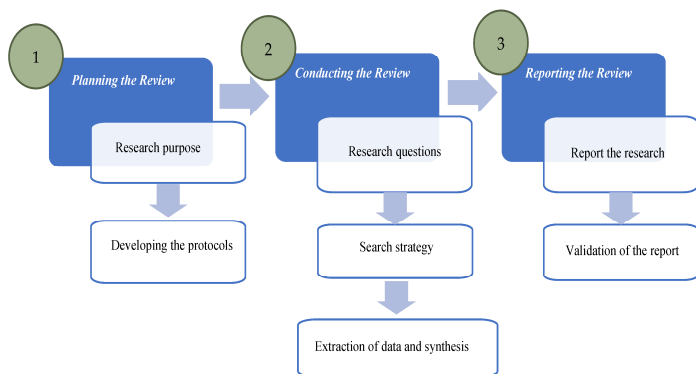 1
Planning the Review
Research purpose
Developing the protocols
2
Conducting the Review
Research questions
Search strategy
Extraction of data and synthesis
3
Reporting the Review
Report the research
Validation of the report